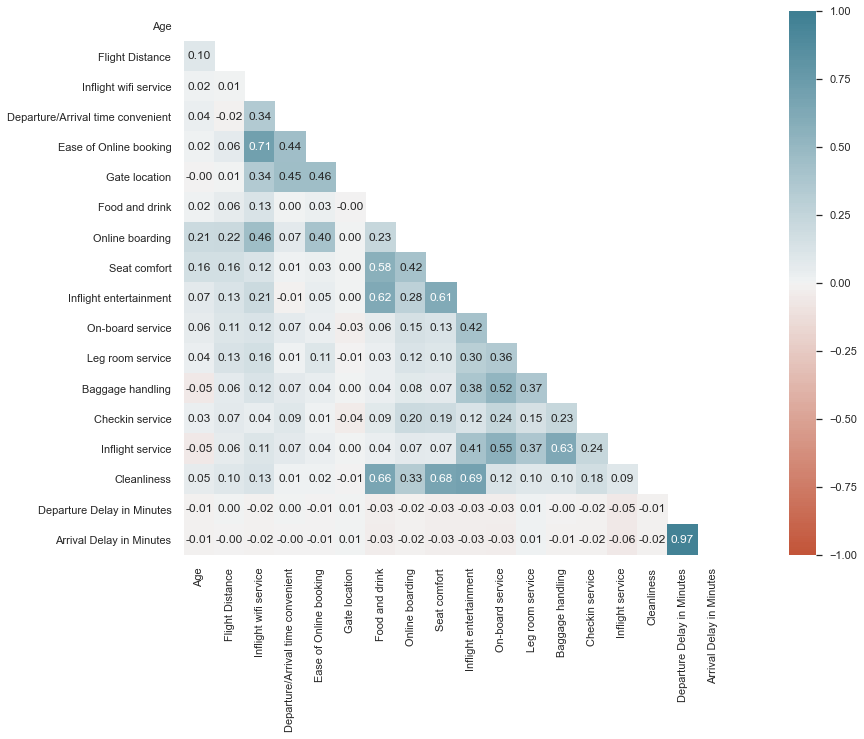 Age
Flight Distance 0.10
Inflight wifi service 0.02 0.01
Departure/Arrival time convenient 0.04 -0.02 0.34
Ease of Online booking 0.02 0.06 0.71 0.44
Gate location -0.00 0.01 0.34 0.45 0.46
Food and drink 0.02 0.06 0.13 0.00 0.03 -0.00
Online boarding 0.21 0.22 0.46 0.07 0.40 0.00 0.23
Seat comfort 0.16 0.16 0.12 0.01 0.03 0.00 0.58 0.42
Inflight entertainment 0.07 0.13 0.21 -0.01 0.05 0.00 0.62 0.28 0.61
On-board service 0.06 0.11 0.12 0.07 0.04 -0.03 0.06 0.15 0.13 0.42
Leg room service 0.04 0.13 0.16 0.01 0.11 -0.01 0.03 0.12 0.10 0.30 0.36
Baggage handling -0.05 0.06 0.12 0.07 0.04 0.00 0.04 0.08 0.07 0.38 0.52 0.37
Checkin service 0.03 0.07 0.04 0.09 0.01 -0.04 0.09 0.20 0.19 0.12 0.24 0.15 0.23
Inflight service -0.05 0.06 0.11 0.07 0.04 0.00 0.04 0.07 0.07 0.41 0.55 0.37 0.63 0.24
Cleanliness 0.05 0.10 0.13 0.01 0.02 -0.01 0.66 0.33 0.68 0.69 0.12 0.10 0.10 0.18 0.09
Departure Delay in Minutes -0.01 0.00 -0.02 0.00 -0.01 0.01 -0.03 -0.02 -0.03 -0.03 -0.03 0.01 -0.00 -0.02 -0.05 -0.01
Arrival Delay in Minutes -0.01 -0.00 -0.02 -0.00 -0.01 0.01 -0.03 -0.02 -0.03 -0.03 -0.03 0.01 -0.01 -0.02 -0.06 -0.02 0.97
Age
Flight Distance
Inflight wifi service
Departure/Arrival time convenient
Ease of Online booking
Gate location
Food and drink
Online boarding
Seat comfort
Inflight entertainment
On-board service
Leg room service
Baggage handling
Checkin service
Inflight service
Cleanliness
Departure Delay in Minutes
Arrival Delay in Minutes
1.00
0.75
0.50
0.25
0.00
−0.25
−0.50
−0.75
−1.00